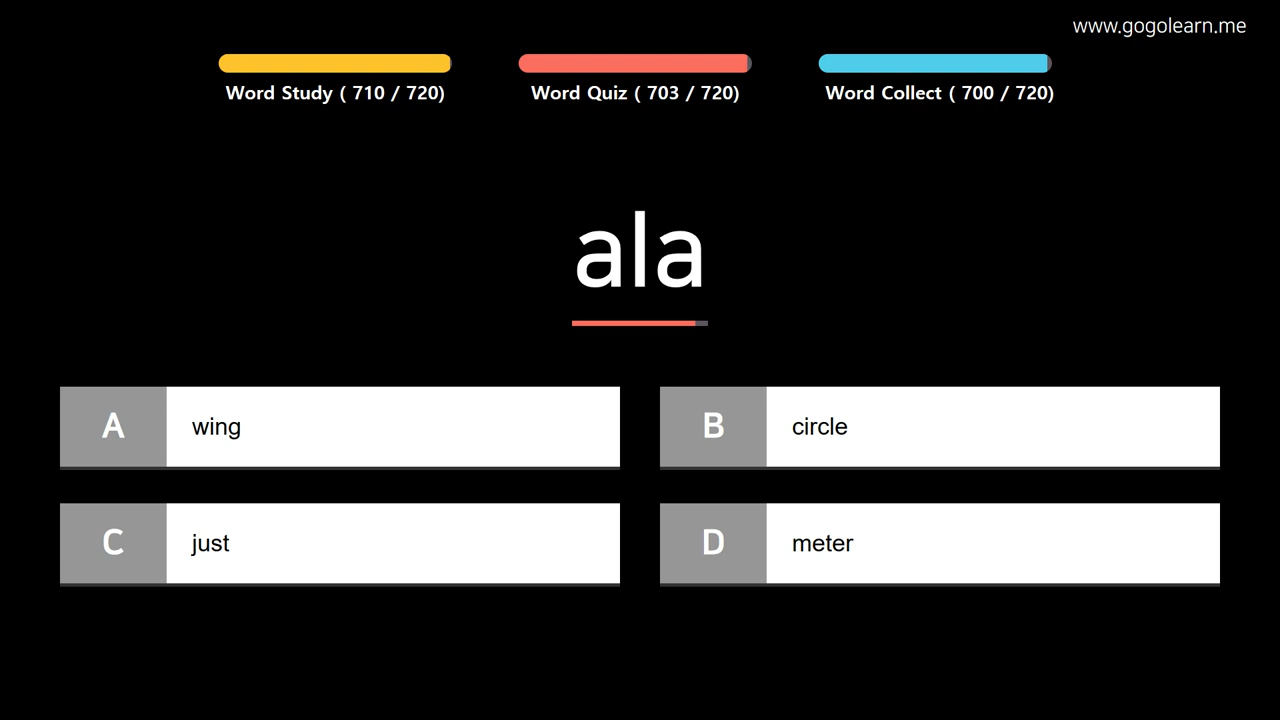 www.gogolearn.me
Word Study ( 710 / 720)
Word Quiz ( 703 / 720)
Word Collect ( 700 / 720)
ala
A wing
B circle
C just
D meter